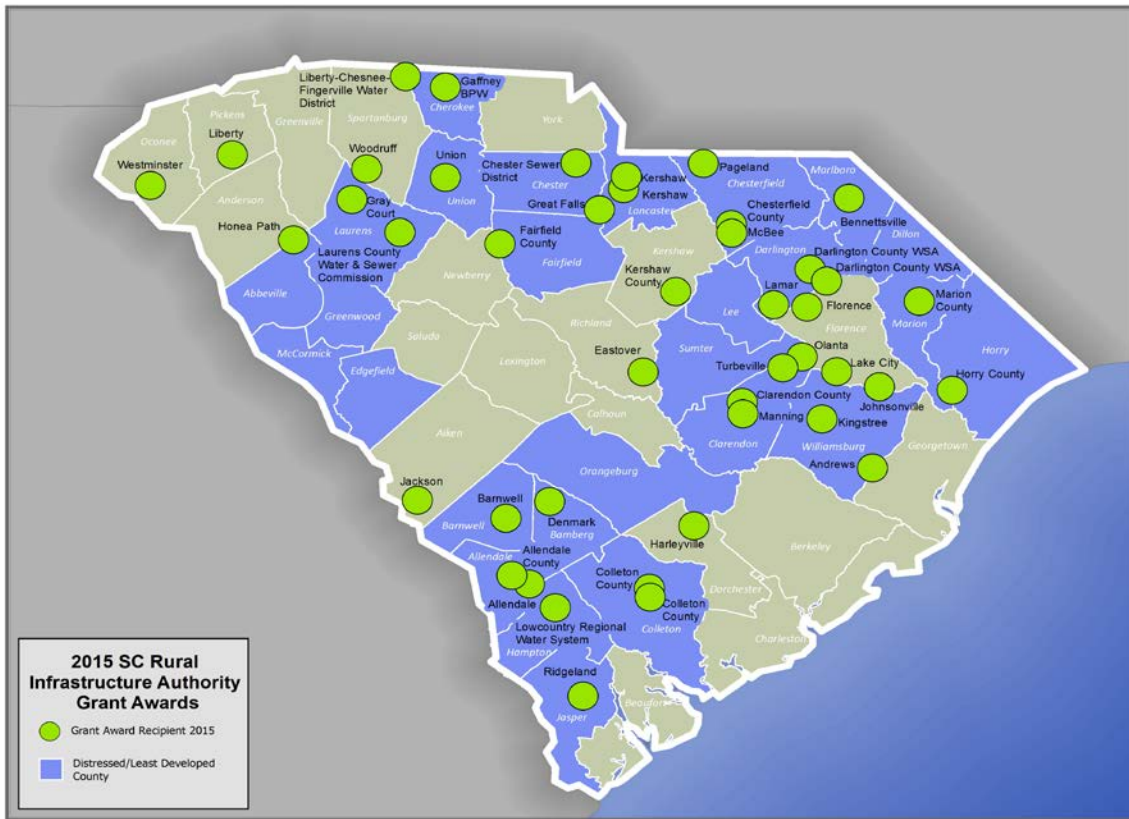 Liberty-Chesnee-
Fingerville Water
District
Gaffney
BPW
Cherokee
Pickens
Oconee
Greenville
Spartanburg
York
Liberty
Westminster
Woodruff
Union
Union
Chester Sewer
District
Chester
Kershaw
Kershaw
Lancaster
Pageland
Chesterfield
Marlboro
Bennettsville
Dillon
Anderson
Honea Path
Gray
Court
Laurens
Laurens County
Water & Sewer
Commission
Great Falls
Fairfield
County
Fairfield
Kershaw
Kershaw
County
Chesterfield
County
McBee
Darlington
Darlington County WSA
Darlington County WSA
Lamar
Florence
Florence
Marion
County
Marion
Horry
Horry County
Newberry
Abbeville
Greenwood
McCormick
Saluda
Edgefield
Lexington
Richland
Lee
Sumter
Eastover
Olanta
Turbeville
Lake City
Johnsonville
Clarendon County
Manning
Clarendon
Kingstree
Williamsburg
Georgetown
Andrews
Calhoun
Aiken
Orangeburg
Jackson
Barnwell
Barnwell
Denmark
Bamberg
Harleyville
Berkeley
Dorchester
Charleston
Allendale
Allendale
County
Allendale
Lowcountry Regional
Water System
Hampton
Colleton
County
Colleton
County
Colleton
Ridgeland
Jasper
Beaufort
2015 SC Rural
Infrastructure Authority
Grant Awards
Grant Award Recipient 2015
Distressed/Least Developed
County